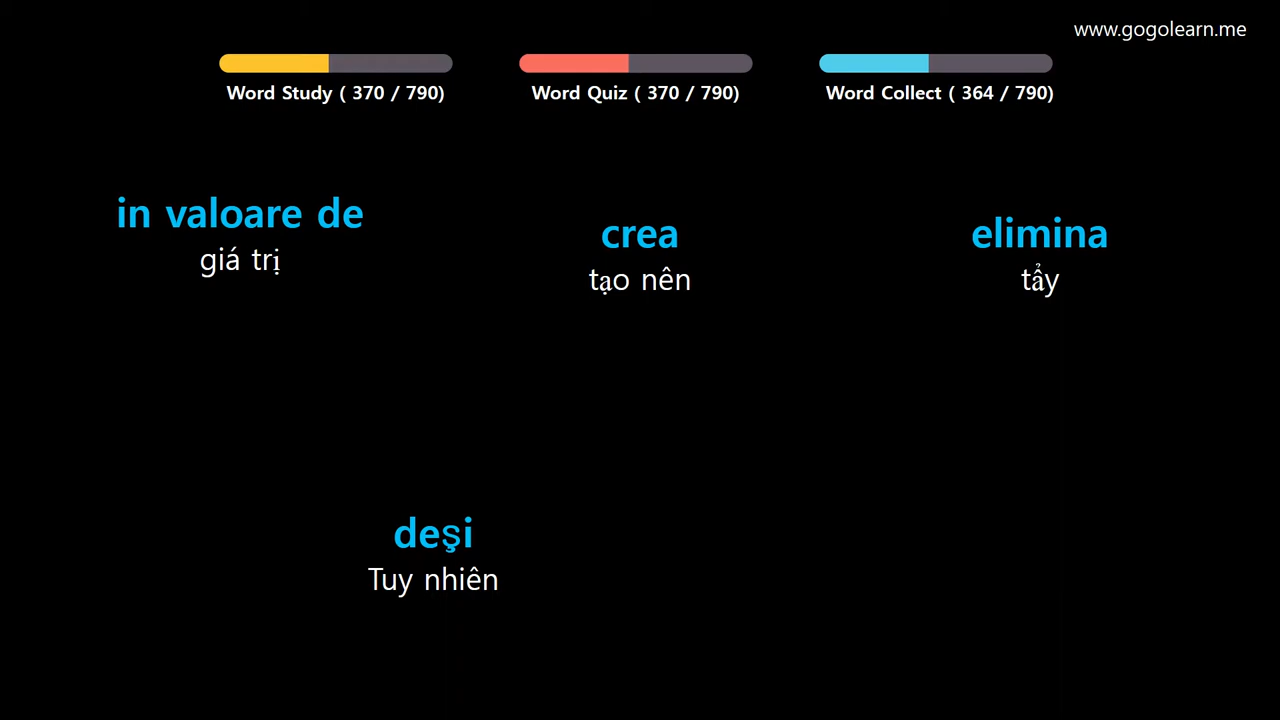 www.gogolearn.me
Word Study ( 370 / 790)
Word Quiz ( 370 / 790)
Word Collect ( 364 / 790)
in valoare de
giá trị
crea
tạo nên
elimina
tẩy
deşi
Tuy nhiên